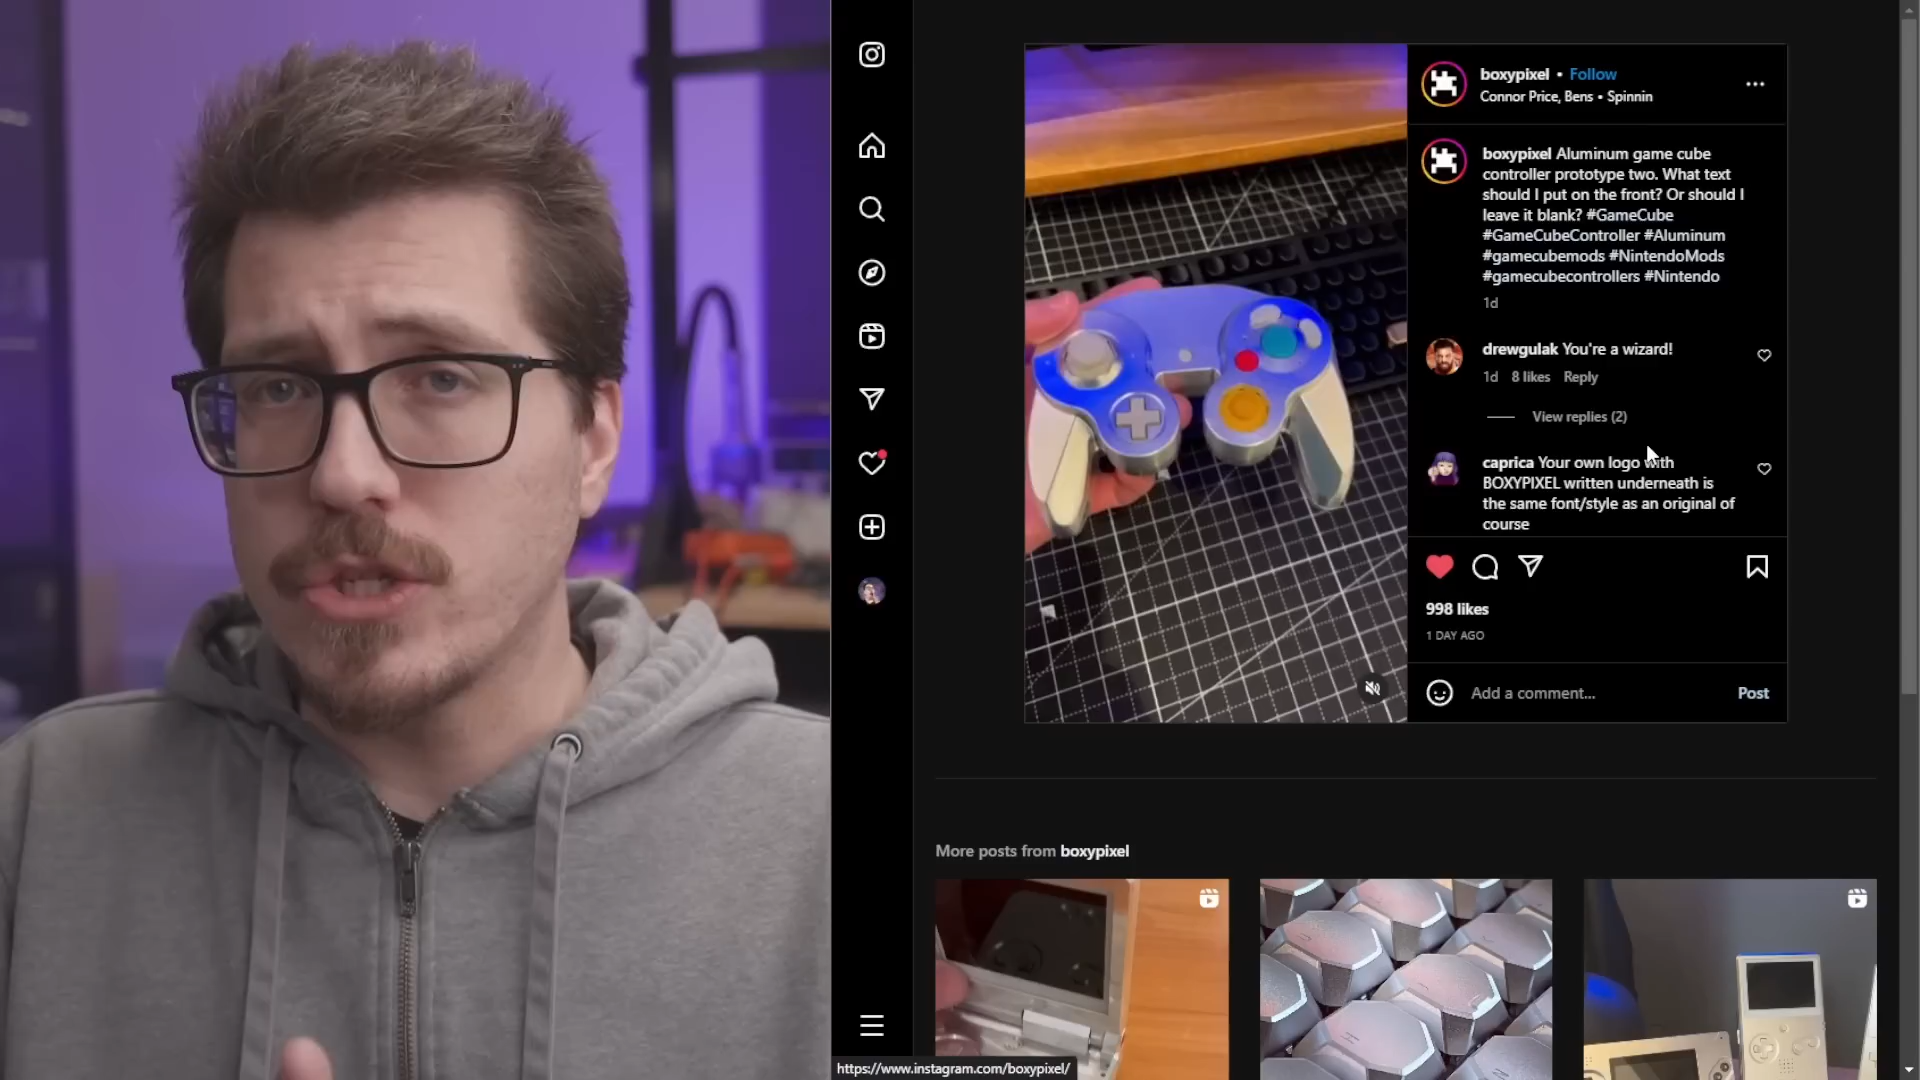 boxypixel • Follow
Connor Price, Bens • Spinnin
boxypixel Aluminum game cube
controller prototype two. What text
should I put on the front? Or should I
leave it blank? #GameCube
#GameCubeController #Aluminum
#gamecubemods #NintendoMods
#gamecubecontrollers #Nintendo
1d
drewgulak You're a wizard!
1d 8 likes Reply
View replies (2)
caprica Your own logo with
BOXYPIXEL written underneath is
the same font/style as an original of
course
998 likes
1 DAY AGO
Add a comment... Post
More posts from boxypixel
https://www.instagram.com/boxypixel/